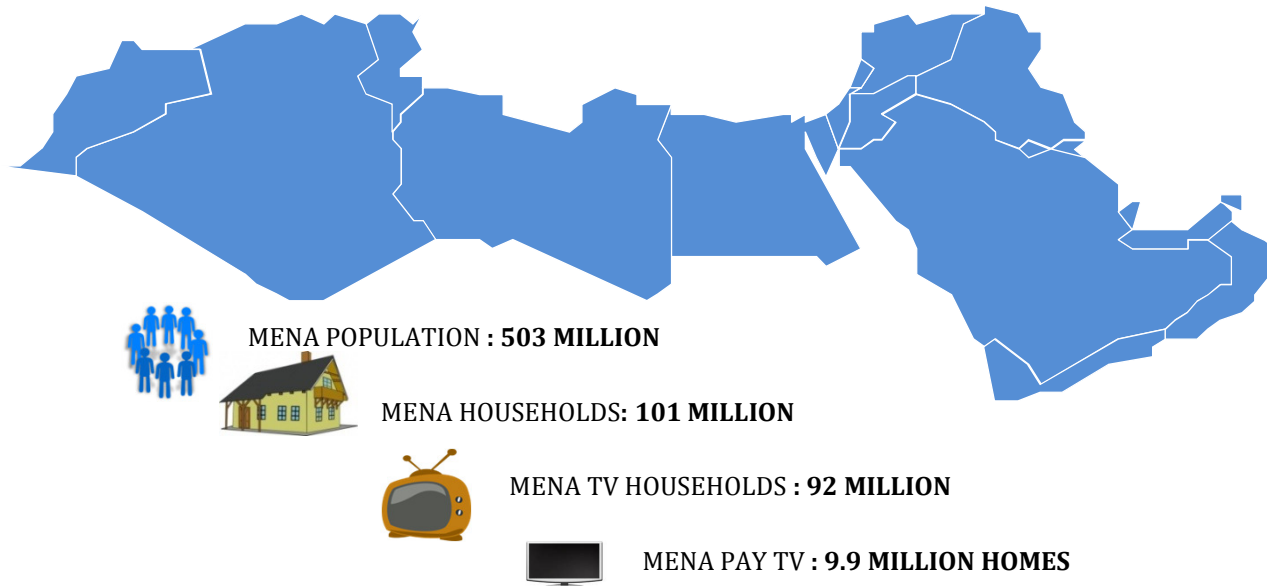 MENA POPULATION : 503 MILLION
MENA HOUSEHOLDS: 101 MILLION
MENA TV HOUSEHOLDS : 92 MILLION
MENA PAY TV : 9.9 MILLION HOMES